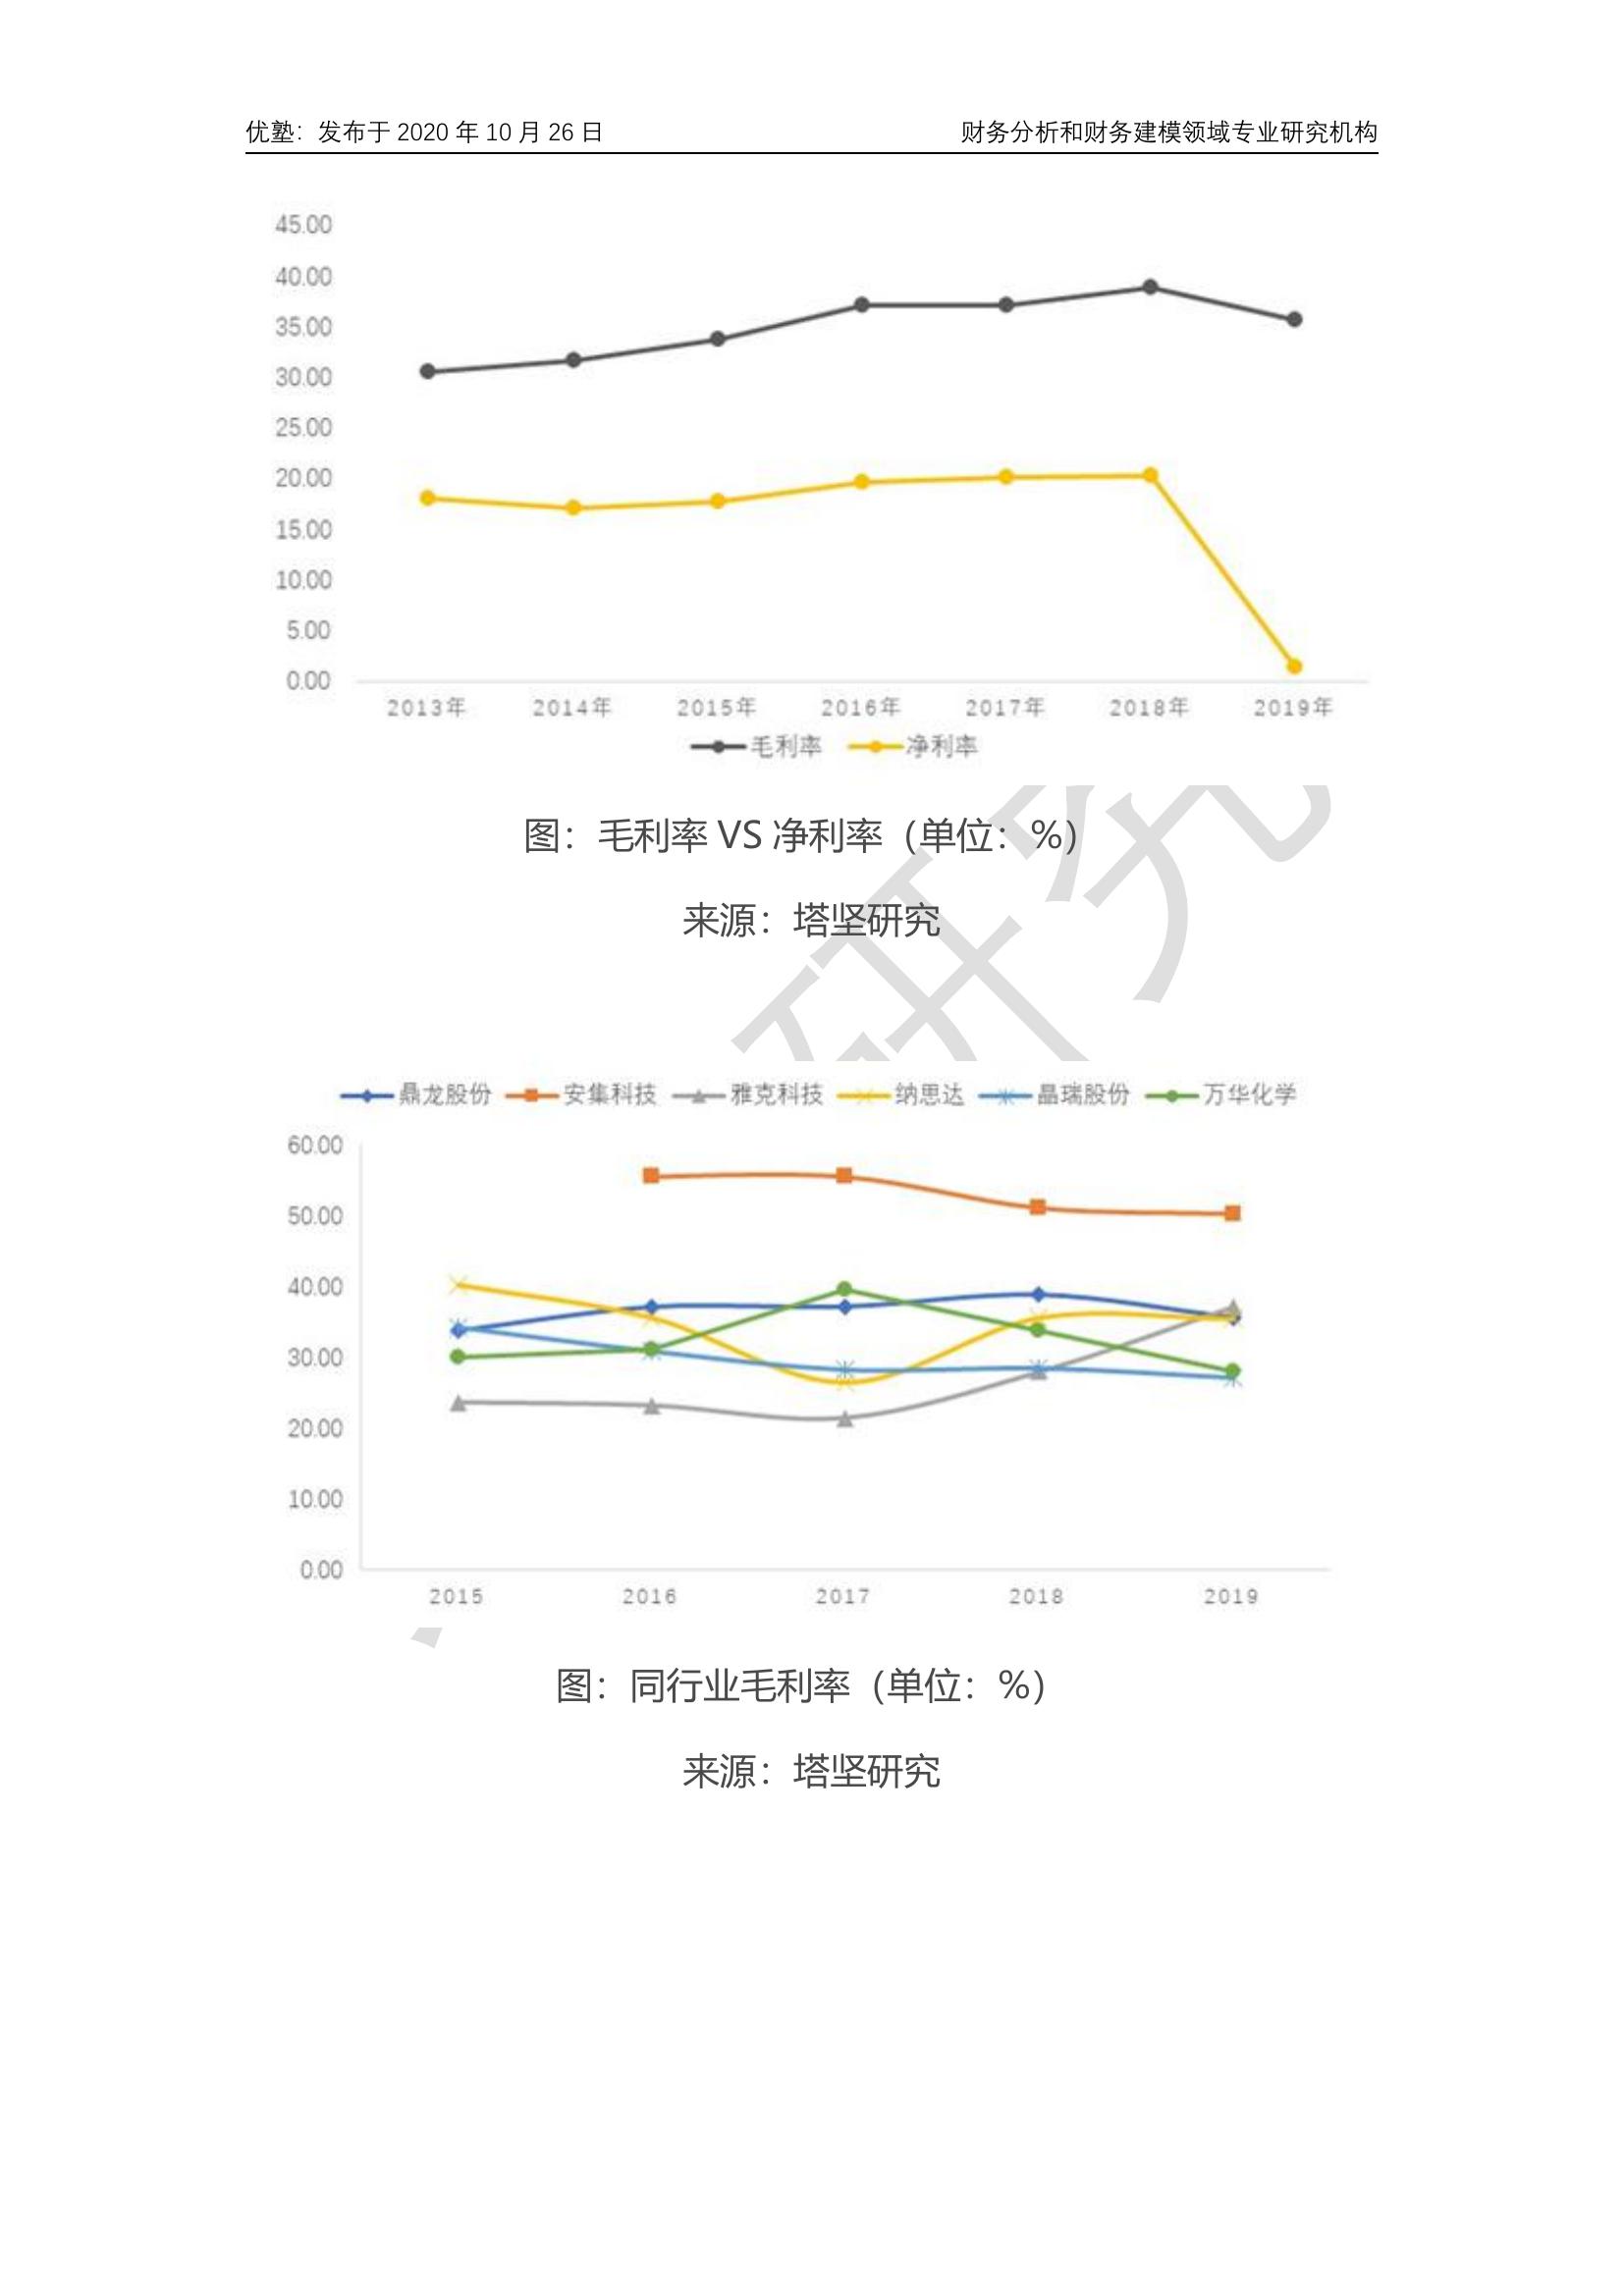 优塾：发布于 2020 年 10 月 26 日 财务分析和财务建模领域专业研究机构
45.00
40.00
35.00
30.00
25.00
20.00
15.00
10.00
5.00
0.00
2013年 2014年 2015年 2016年 2017年 2018年 2019年
毛利率 净利率
图：毛利率 VS 净利率（单位：%）
来源：塔坚研究
研究
鼎龙股份 安集科技 雅克科技 纳思达 晶瑞股份 万华化学
60.00
50.00
40.00
30.00
20.00
10.00
0.00
2015 2016 2017 2018 2019
图：同行业毛利率（单位：%）
来源：塔坚研究